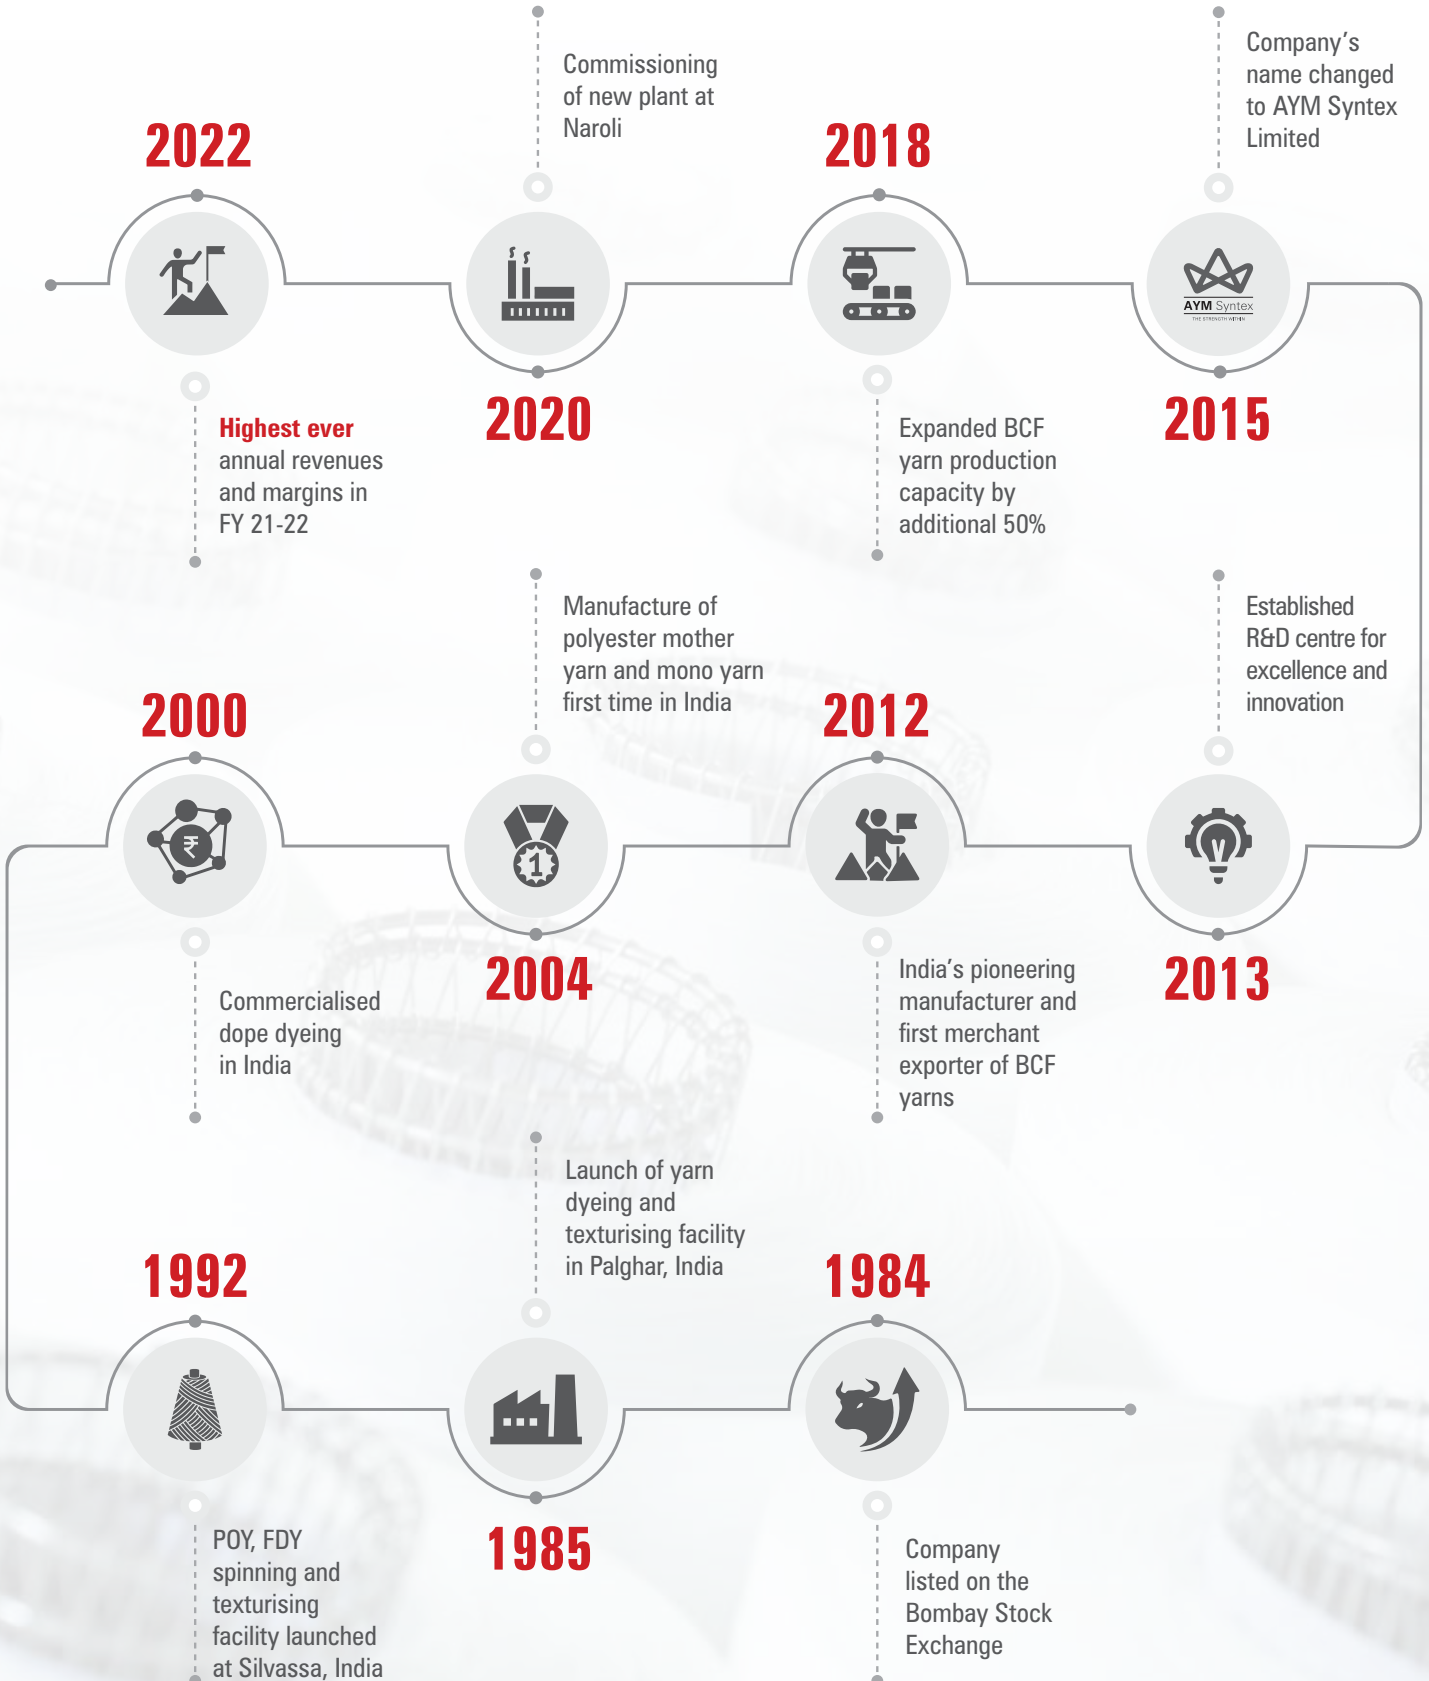 2022
Highest ever
annual revenues
and margins in
FY 21-22
Commissioning
of new plant at
Naroli
2020
2018
Expanded BCF
yarn production
capacity by
additional 50%
Company's
name changed
to AYM Syntex
Limited
AYM Syntex
THE STRENGTH WITHIN
2015
2000
₹
Commercialised
dope dyeing
in India
Manufacture of
polyester mother
yarn and mono yarn
first time in India
1
2004
2012
India's pioneering
manufacturer and
first merchant
exporter of BCF
yarns
Established
R&D centre for
excellence and
innovation
2013
1992
POY, FDY
spinning and
texturising
facility launched
at Silvassa, India
Launch of yarn
dyeing and
texturising facility
in Palghar, India
1985
1984
Company
listed on the
Bombay Stock
Exchange